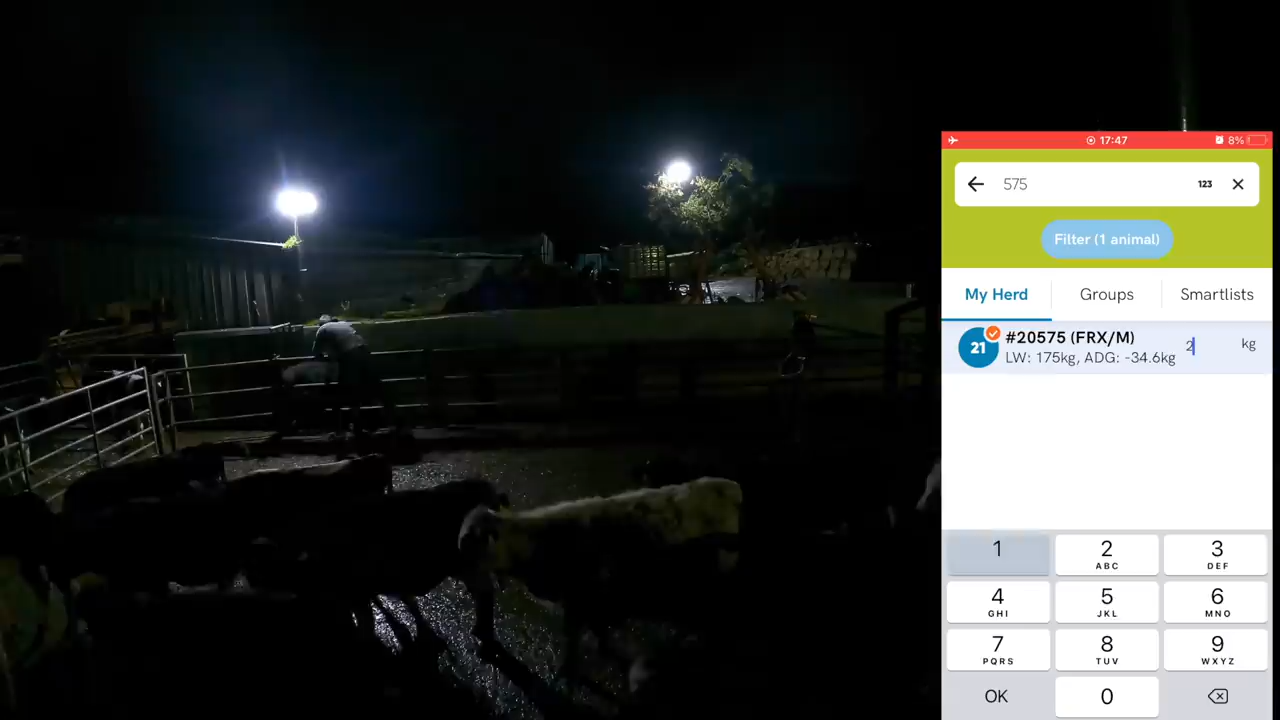 17:47
8%
575
123
Filter (1 animal)
My Herd
Groups
Smartlists
21
#20575 (FRX/M)
LW: 175kg, ADG: -34.6kg
2
kg
1
2
ABC
3
DEF
4
GHI
5
JKL
6
MNO
7
PQRS
8
TUV
9
WXYZ
OK
0